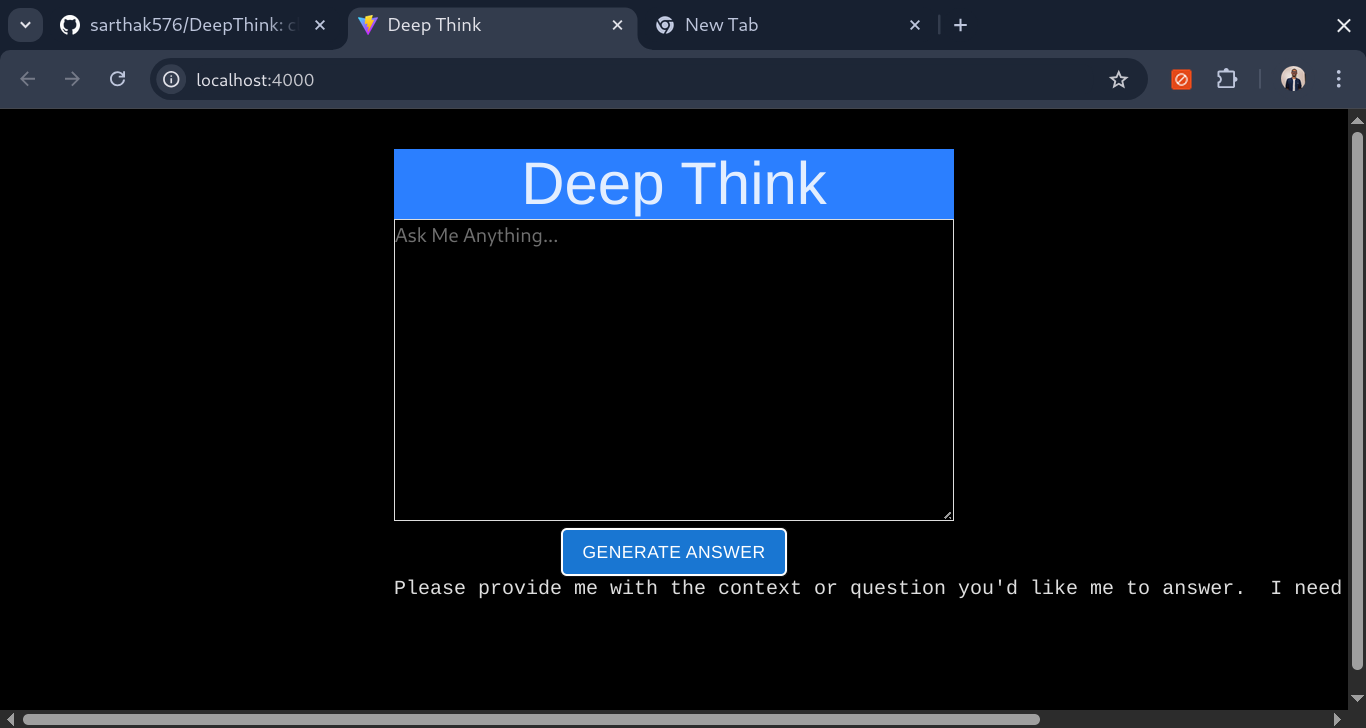 sarthak576/DeepThink: c
Deep Think
New Tab
localhost:4000
Deep Think
Ask Me Anything...
GENERATE ANSWER
Please provide me with the context or question you'd like me to answer.  I need